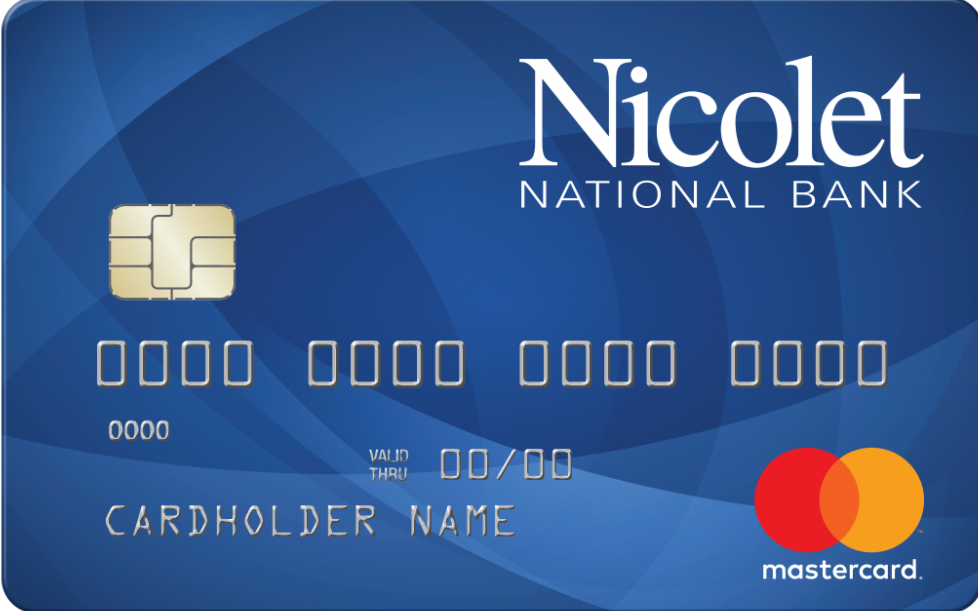 Nicolet
NATIONAL BANK
0000 0000 0000 0000
0000
VALID
THRU 00/00
CARDHOLDER NAME
mastercard.